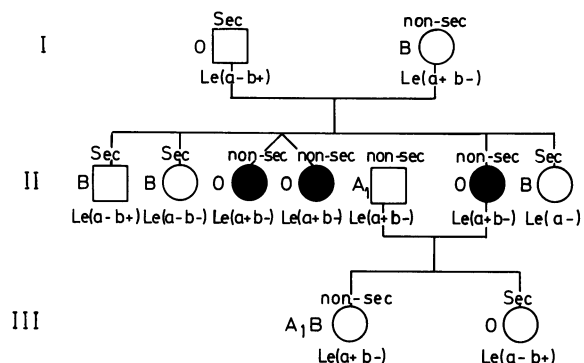 Sec non-sec
I O B
Le(a-b+) Le(a+ b-)
Sec Sec non-sec non-sec non-sec non-sec Sec
II B B O O A₁ O B
Le(a-b+) Le(a-b-) Le(a+b-) Le(a+b-) Le(a+b-) Le(a+b-) Le(a-)
non-sec Sec
III A₁B O
Le(a+ b-) Le(a-b+)